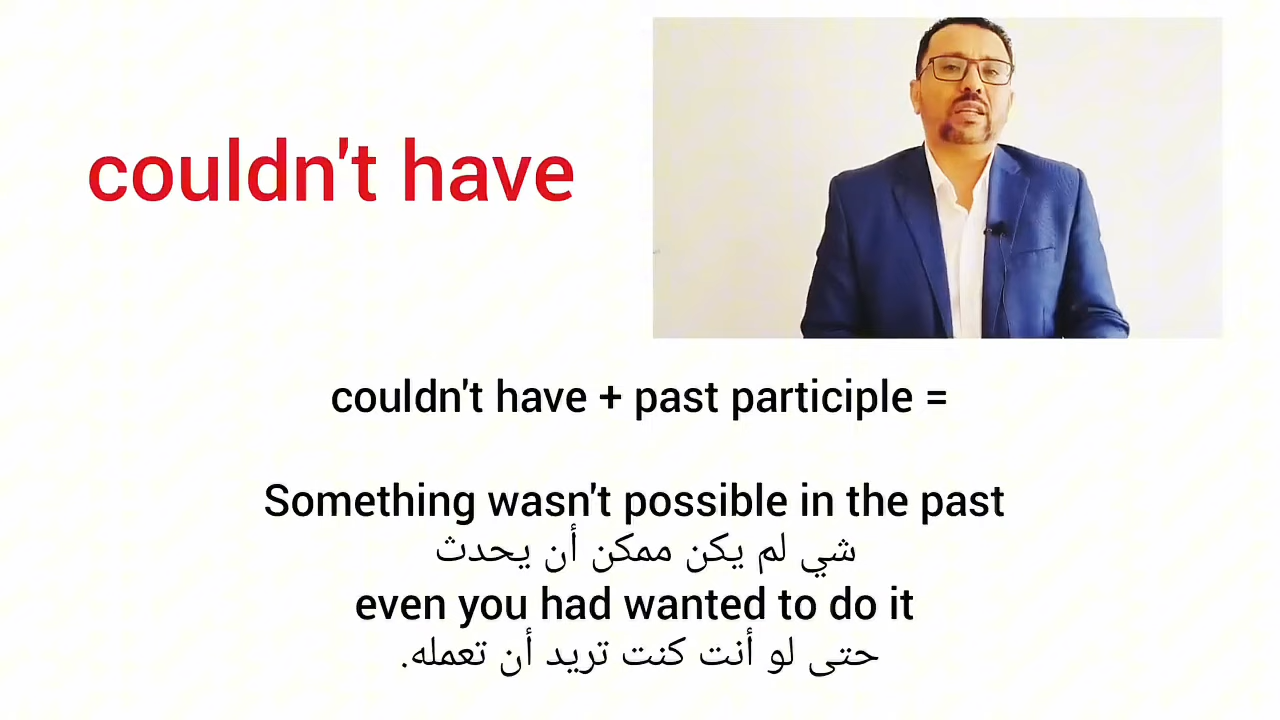 couldn't have
couldn't have + past participle =
Something wasn't possible in the past
شي لم يكن ممكن أن يحدث
even you had wanted to do it
حتى لو أنت كنت تريد أن تعمله.